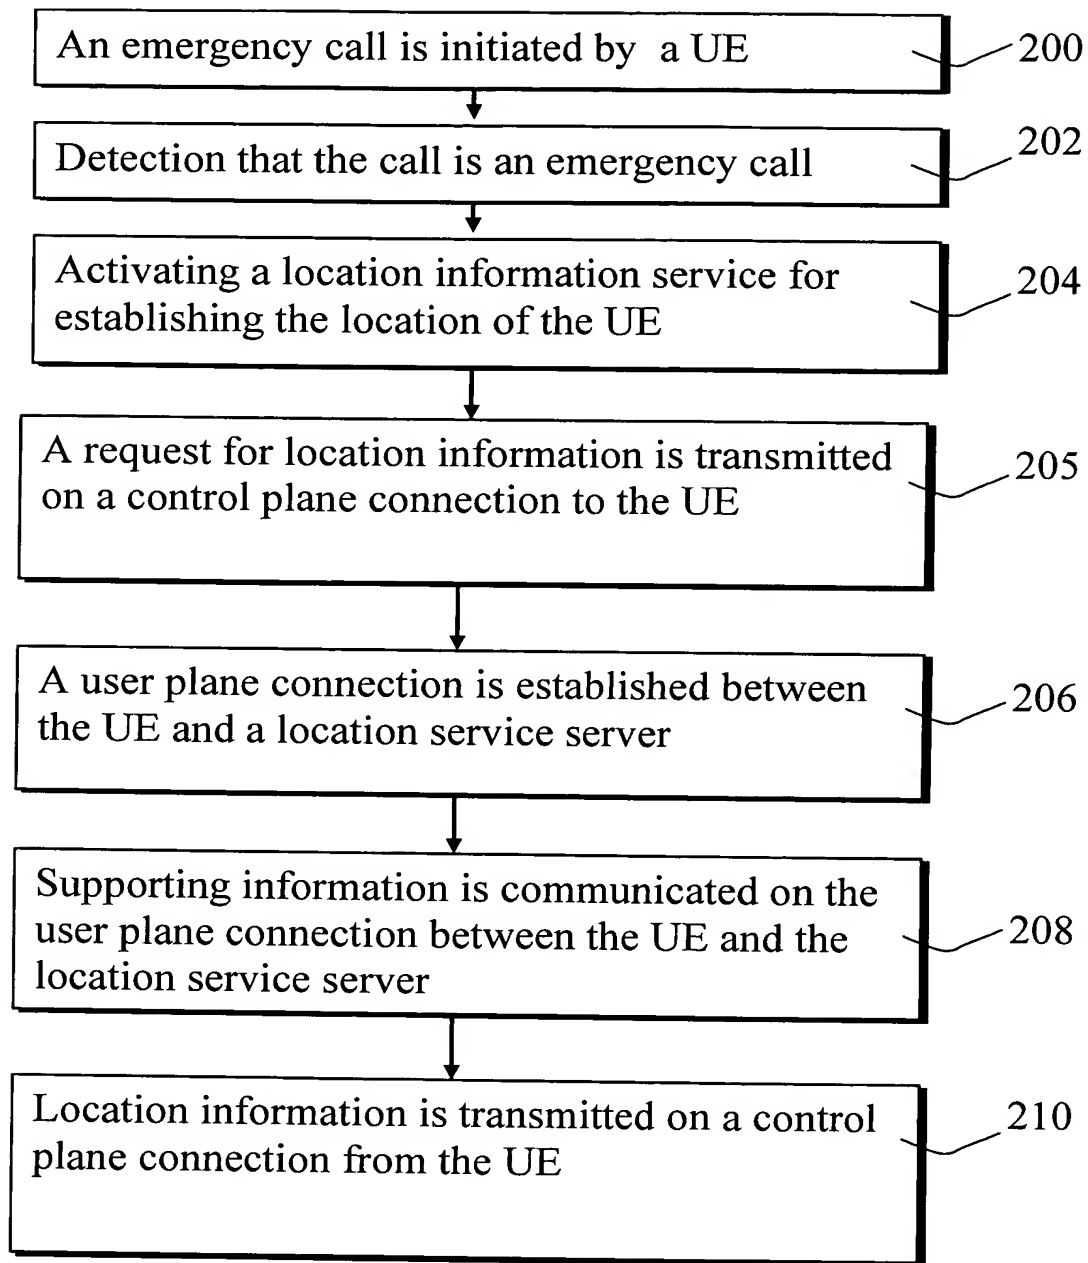 An emergency call is initiated by a UE
200
Detection that the call is an emergency call
202
Activating a location information service for
establishing the location of the UE
204
A request for location information is transmitted
on a control plane connection to the UE
205
A user plane connection is established between
the UE and a location service server
206
Supporting information is communicated on the
user plane connection between the UE and the
location service server
208
Location information is transmitted on a control
plane connection from the UE
210